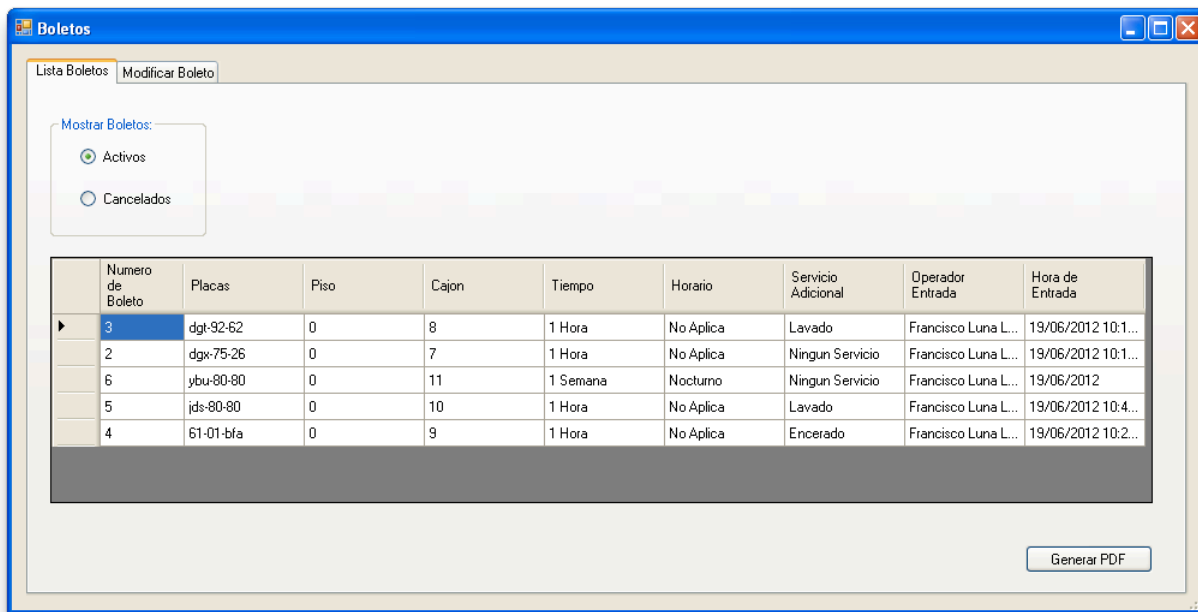 Boletos
Lista Boletos Modificar Boleto
Mostrar Boletos:
Activos
Cancelados
Numero de Boleto Placas Piso Cajon Tiempo Horario Servicio Adicional Operador Entrada Hora de Entrada
3 dgt-92-62 0 8 1 Hora No Aplica Lavado Francisco Luna L... 19/06/2012 10:1...
2 dgx-75-26 0 7 1 Hora No Aplica Ningun Servicio Francisco Luna L... 19/06/2012 10:1...
6 ybu-80-80 0 11 1 Semana Nocturno Ningun Servicio Francisco Luna L... 19/06/2012
5 jds-80-80 0 10 1 Hora No Aplica Lavado Francisco Luna L... 19/06/2012 10:4...
4 61-01-bfa 0 9 1 Hora No Aplica Encerado Francisco Luna L... 19/06/2012 10:2...
Generar PDF